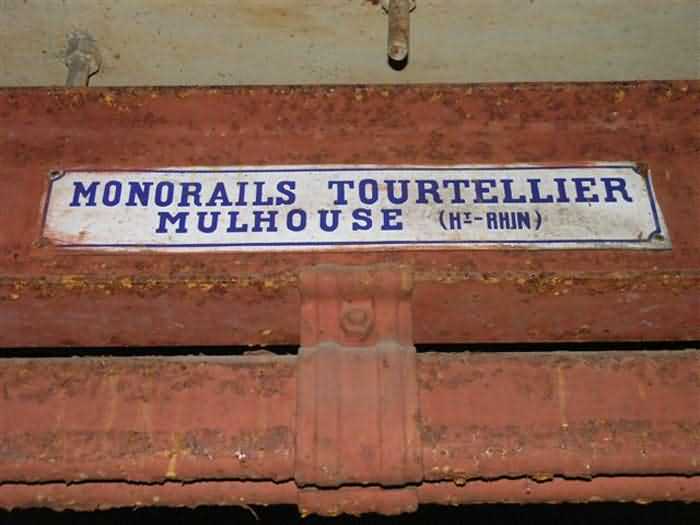 MONORAILS TOURTELLIER
MULHOUSE (HT-RHIN)